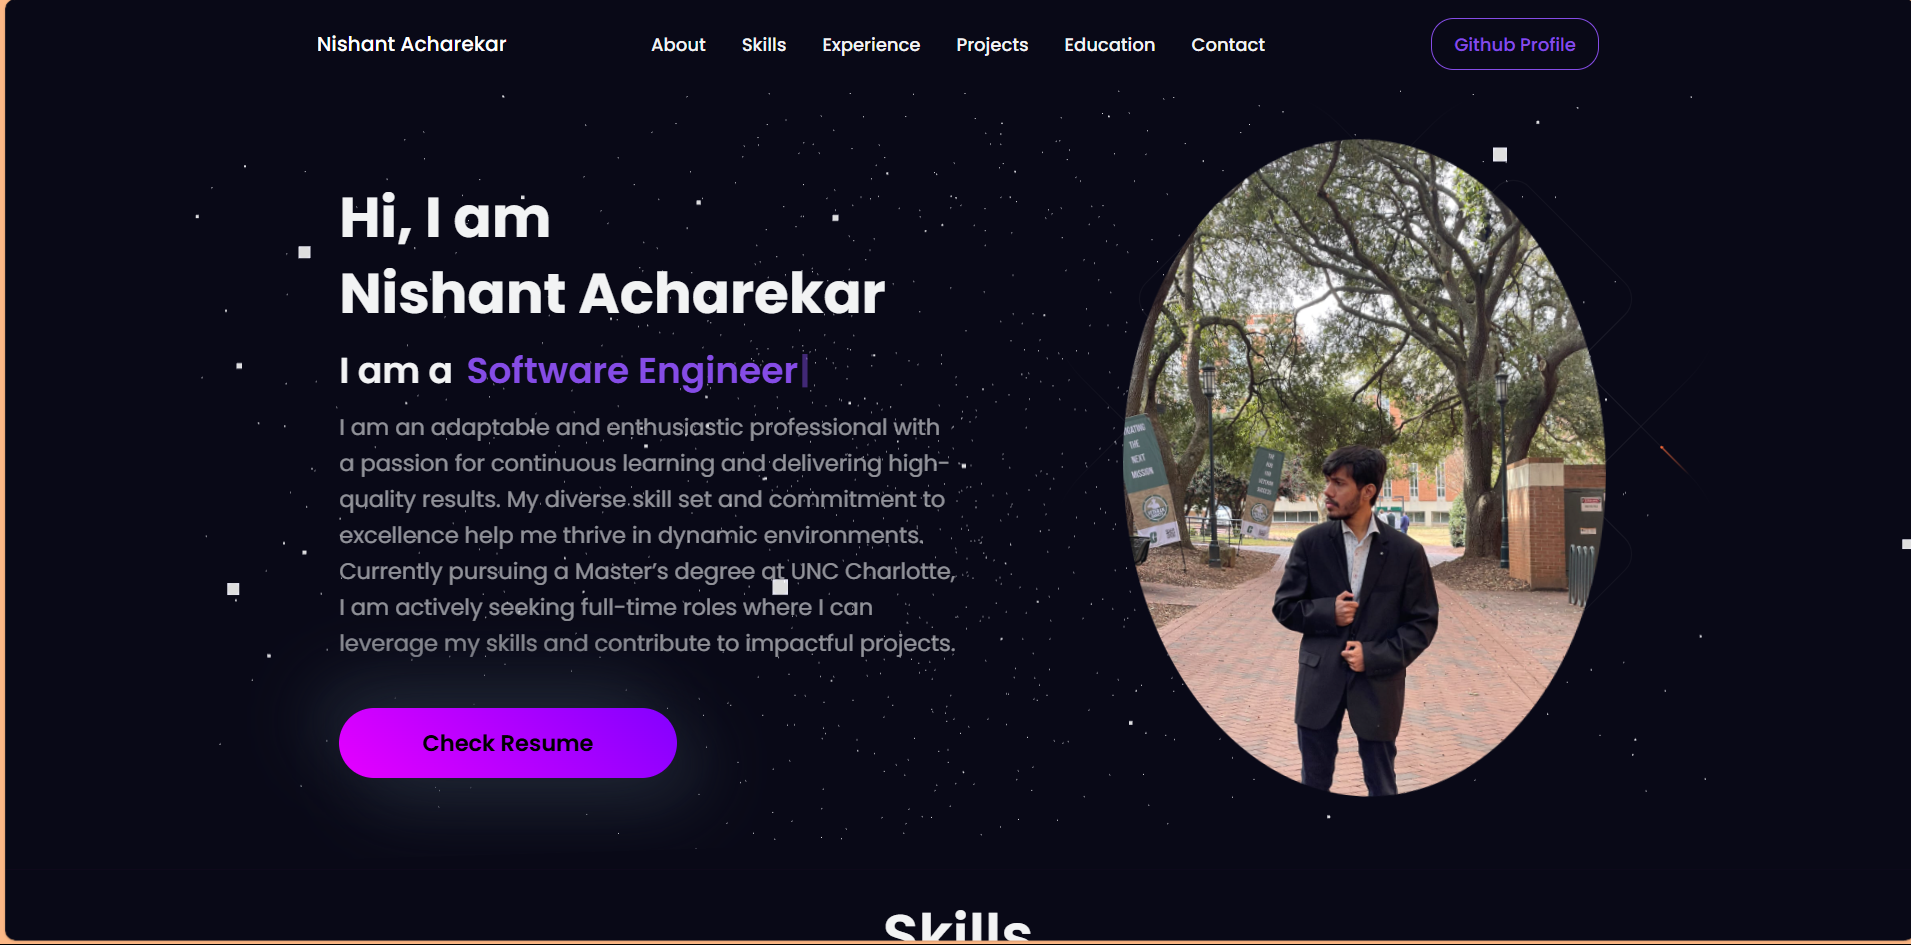 Nishant Acharekar
About Skills Experience Projects Education Contact
Github Profile
Hi, I am
Nishant Acharekar
I am a Software Engineer
I am an adaptable and enthusiastic professional with
a passion for continuous learning and delivering high-
quality results. My diverse skill set and commitment to
excellence help me thrive in dynamic environments.
Currently pursuing a Master's degree at UNC Charlotte,
I am actively seeking full-time roles where I can
leverage my skills and contribute to impactful projects.
Check Resume
THE
NEXT
MISSION
Skills